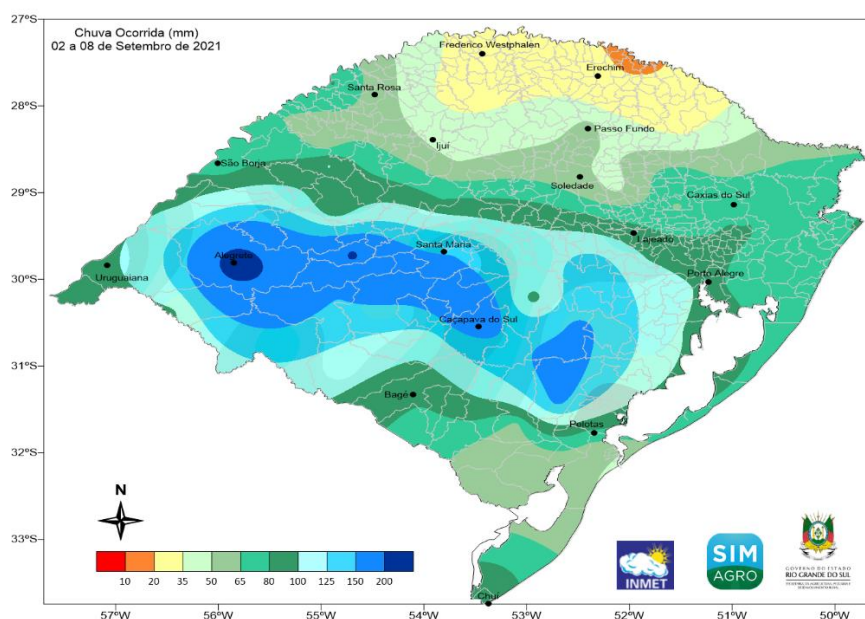 Chuva Ocorrida (mm)
02 a 08 de Setembro de 2021
27°S
28°S
29°S
30°S
31°S
32°S
33°S
Frederico Westphalen
Erechim
Santa Rosa
Passo Fundo
Ijuí
São Borja
Soledade
Caxias do Sul
Lajeado
Santa Maria
Alegrete
Uruguaiana
Porto Alegre
Caçapava do Sul
Bagé
Pelotas
Chuí
N
10 20 35 50 65 80 100 125 150 200
INMET
SIM
AGRO
GOVERNO DO ESTADO
RIO GRANDE DO SUL
57°W 56°W 55°W 54°W 53°W 52°W 51°W 50°W